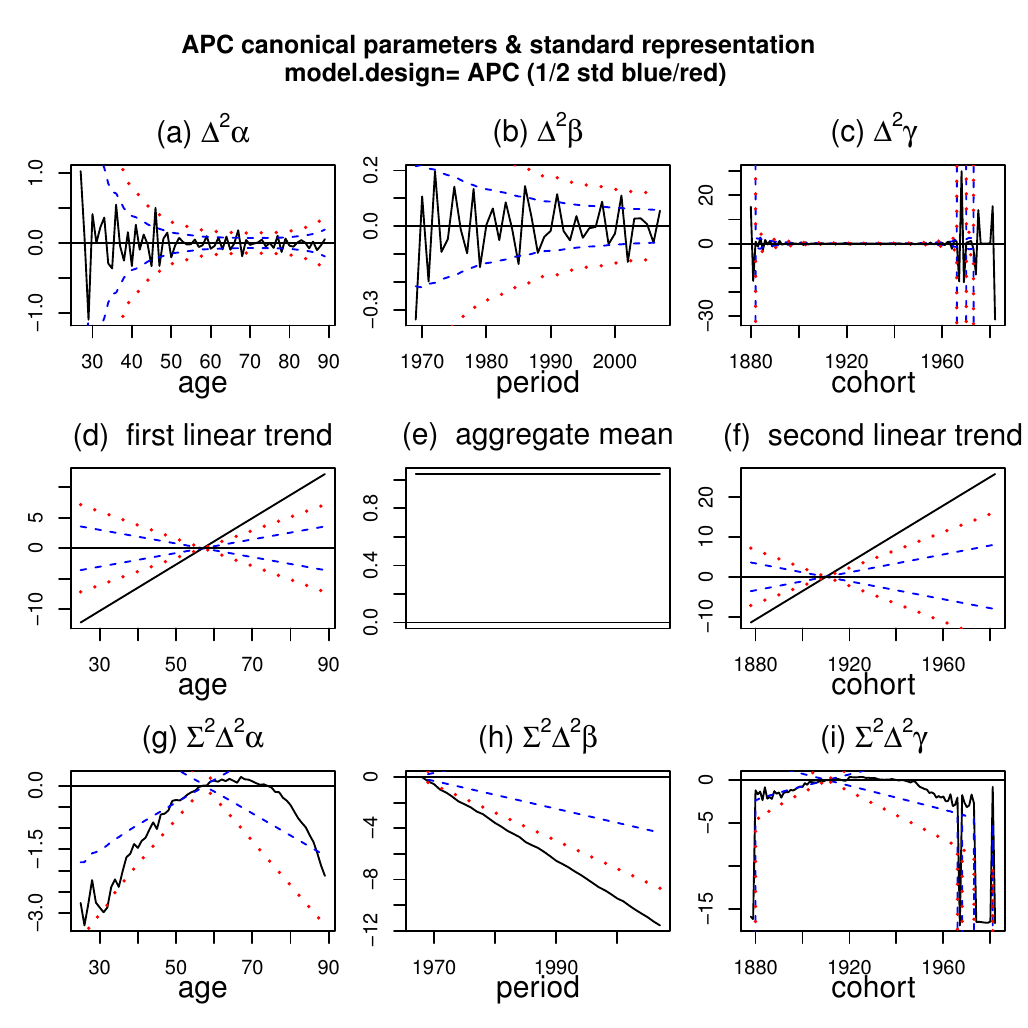 APC canonical parameters & standard representation
model.design= APC (1/2 std blue/red)
(a) Δ²α
(b) Δ²β
(c) Δ²γ
1.0
0.0
−1.0
0.2
0.0
−0.3
20
0
−30
30 40 50 60 70 80 90
1970 1980 1990 2000
1880 1920 1960
age
period
cohort
(d) first linear trend
(e) aggregate mean
(f) second linear trend
5
0
−10
0.8
0.4
0.0
20
10
0
−10
30 50 70 90
1880 1920 1960
age
cohort
(g) Σ²Δ²α
(h) Σ²Δ²β
(i) Σ²Δ²γ
0.0
−1.5
−3.0
0
−4
−8
−12
0
−5
−15
30 50 70 90
1970 1990
1880 1920 1960
age
period
cohort